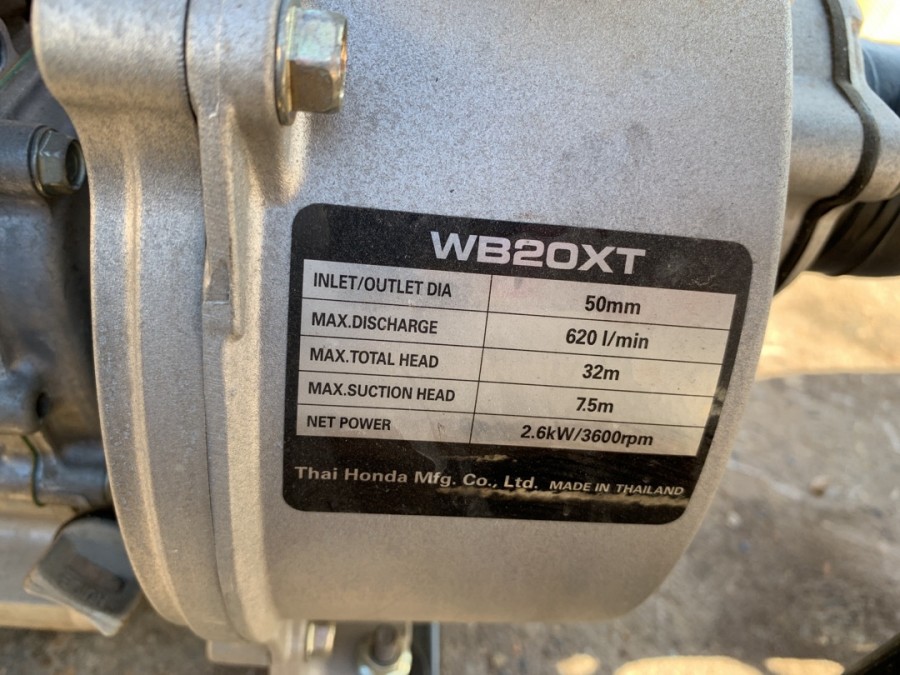 WB20XT
INLET/OUTLET DIA 50mm
MAX.DISCHARGE 620 l/min
MAX.TOTAL HEAD 32m
MAX.SUCTION HEAD 7.5m
NET POWER 2.6kW/3600rpm
Thai Honda Mfg. Co., Ltd. MADE IN THAILAND